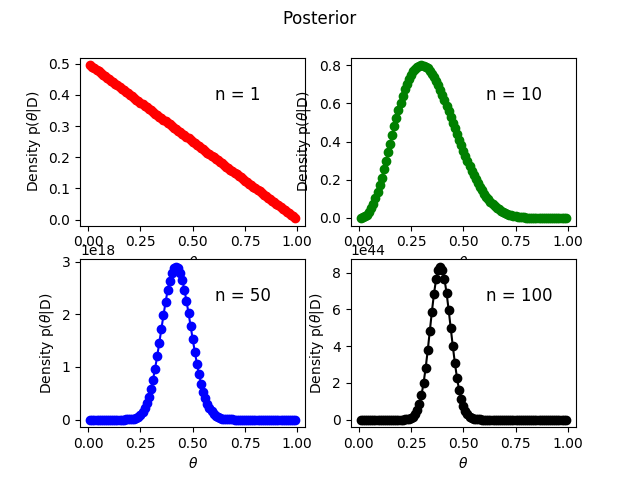 Posterior
0.5
0.4
0.3
0.2
0.1
0.0
Density p(θ|D)
n = 1
0.00 0.25 0.50 0.75 1.00
0.8
0.6
0.4
0.2
0.0
Density p(θ|D)
n = 10
0.00 0.25 0.50 0.75 1.00
1e18
3
2
1
0
Density p(θ|D)
n = 50
0.00 0.25 0.50 0.75 1.00
θ
1e44
8
6
4
2
0
Density p(θ|D)
n = 100
0.00 0.25 0.50 0.75 1.00
θ